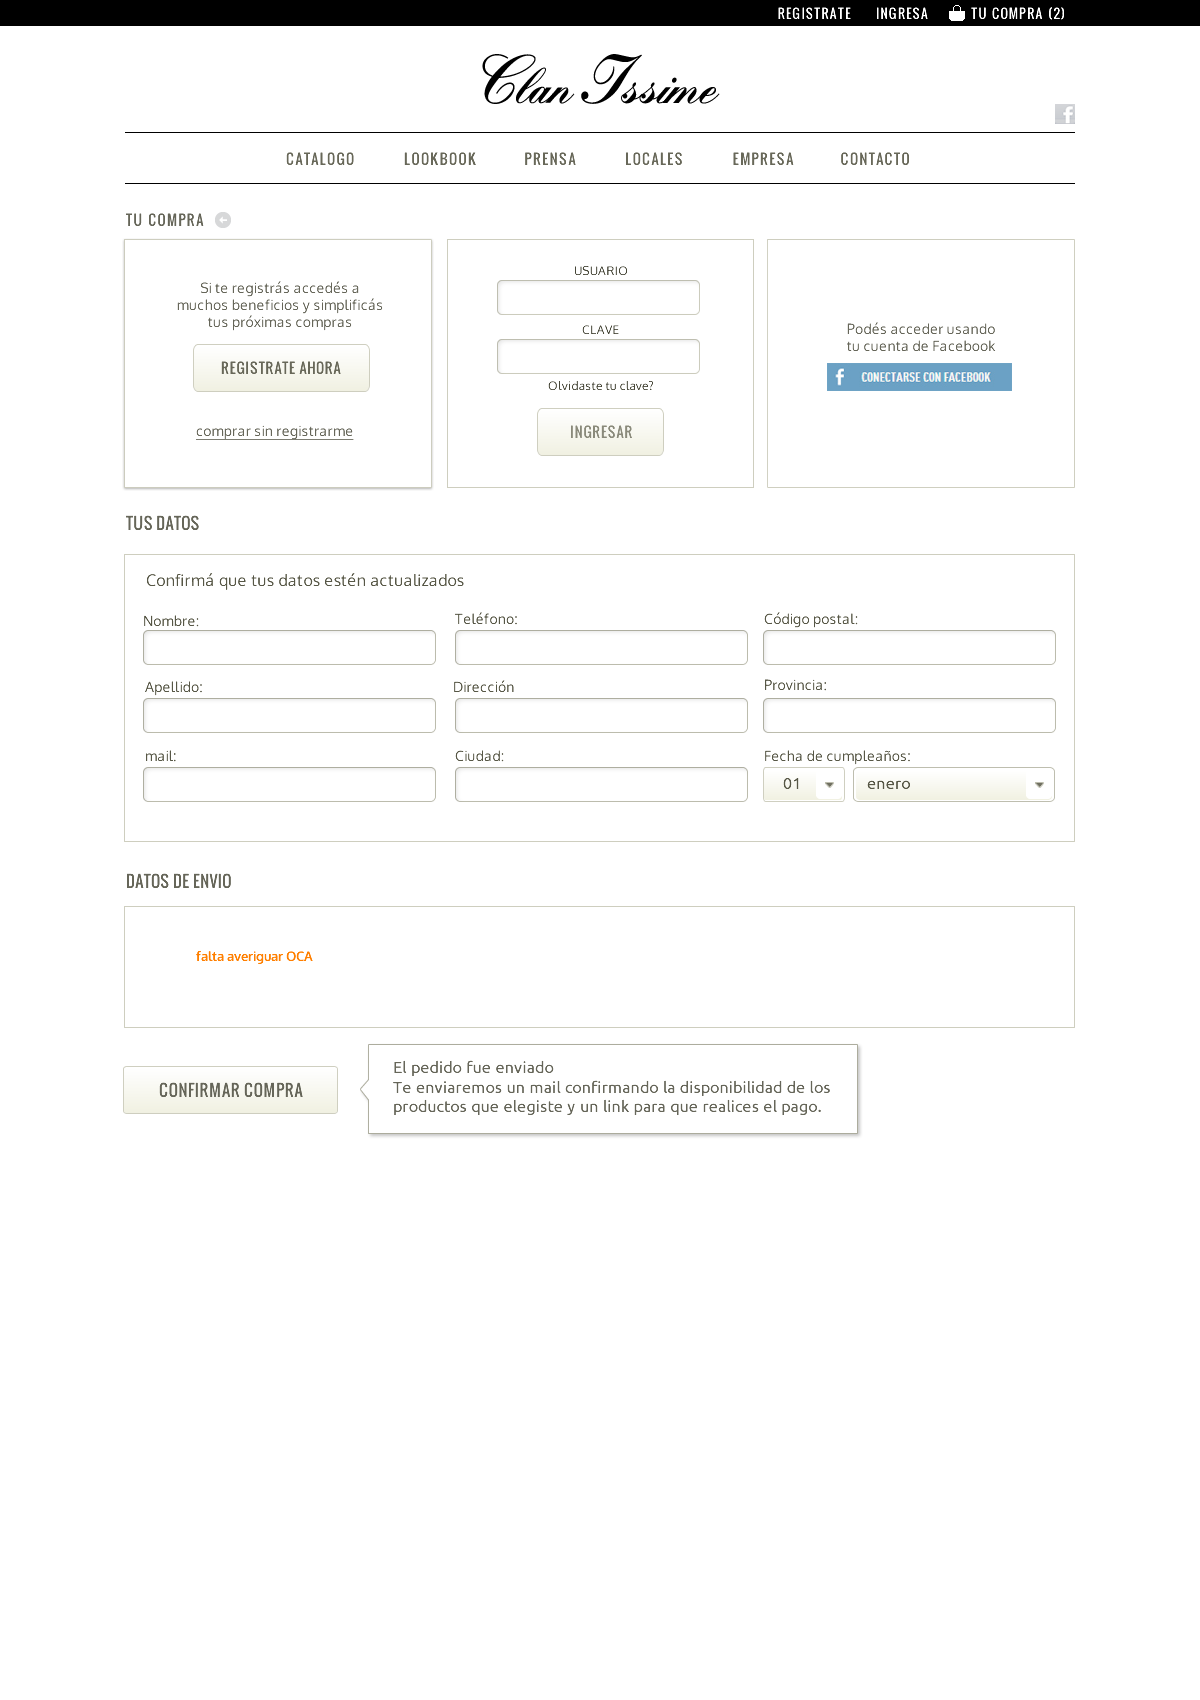 REGISTRATE INGRESA TU COMPRA (2)
Clan Issime
CATALOGO LOOKBOOK PRENSA LOCALES EMPRESA CONTACTO
TU COMPRA
Si te registrás accedés a
muchos beneficios y simplificás
tus próximas compras
REGISTRATE AHORA
comprar sin registrarme
USUARIO
CLAVE
Olvidaste tu clave?
INGRESAR
Podés acceder usando
tu cuenta de Facebook
f CONECTARSE CON FACEBOOK
TUS DATOS
Confirmá que tus datos estén actualizados
Nombre: Teléfono: Código postal:
Apellido: Dirección Provincia:
mail: Ciudad: Fecha de cumpleaños:
01 enero
DATOS DE ENVIO
falta averiguar OCA
CONFIRMAR COMPRA
El pedido fue enviado
Te enviaremos un mail confirmando la disponibilidad de los
productos que elegiste y un link para que realices el pago.